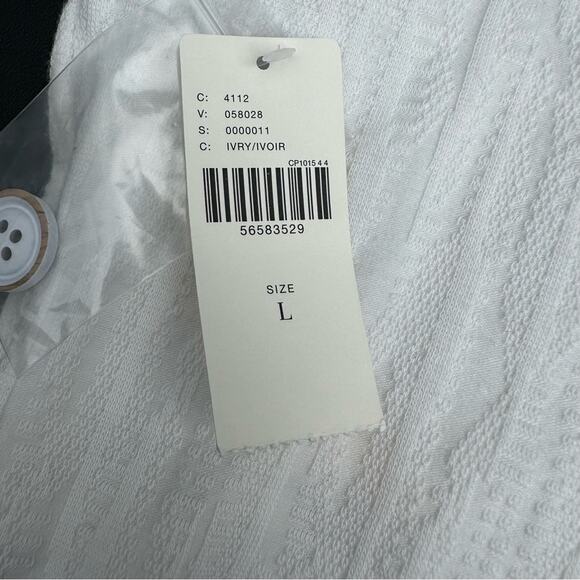 C: 4112
V: 058028
S: 0000011
C: IVRY/IVOIR
CP1015 4 4
56583529
SIZE
L